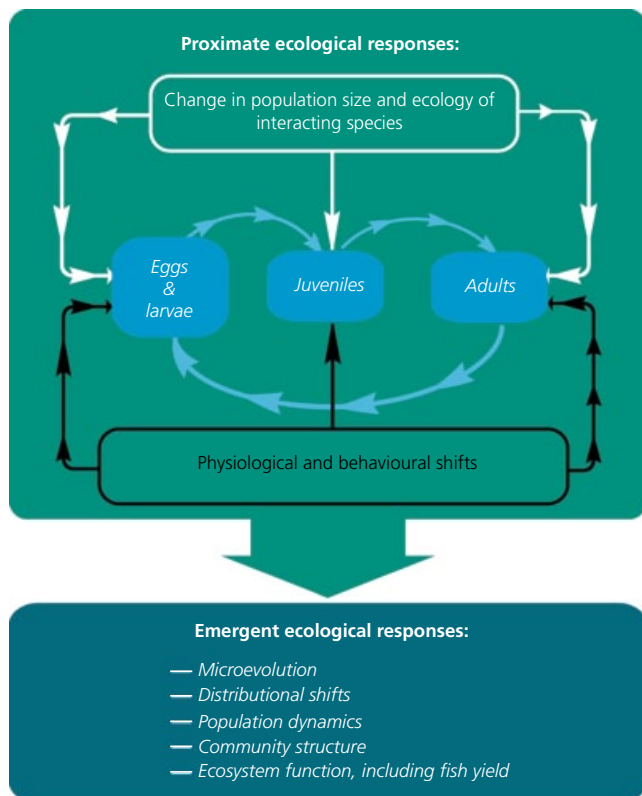 Proximate ecological responses:
Change in population size and ecology of
interacting species
Eggs
&
larvae
Juveniles
Adults
Physiological and behavioural shifts
Emergent ecological responses:
— Microevolution
— Distributional shifts
— Population dynamics
— Community structure
— Ecosystem function, including fish yield